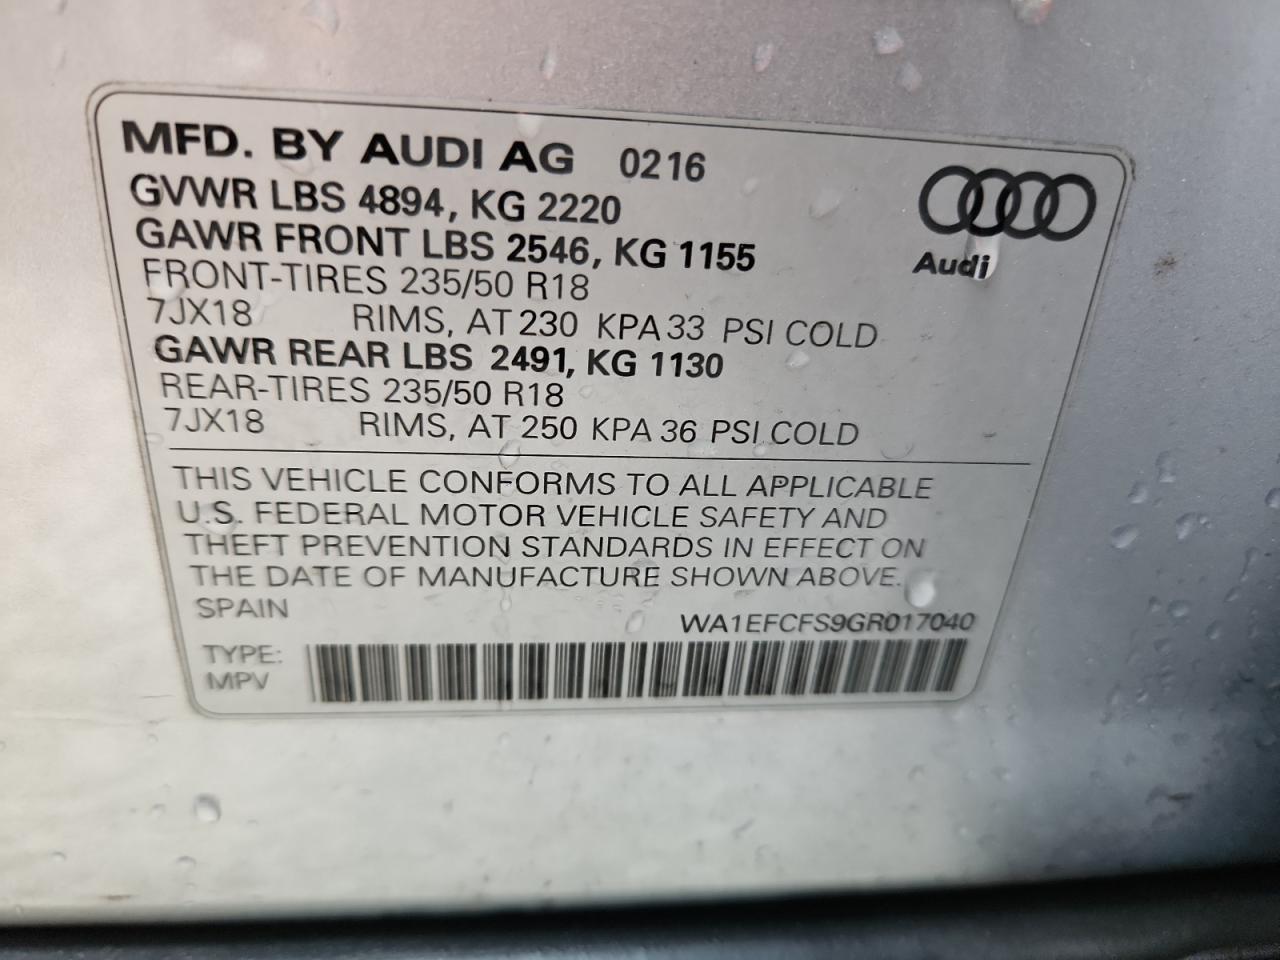 MFD. BY AUDI AG 0216
GVWR LBS 4894, KG 2220
GAWR FRONT LBS 2546, KG 1155
FRONT-TIRES 235/50 R18
7JX18 RIMS, AT 230 KPA 33 PSI COLD
GAWR REAR LBS 2491, KG 1130
REAR-TIRES 235/50 R18
7JX18 RIMS, AT 250 KPA 36 PSI COLD
Audi
THIS VEHICLE CONFORMS TO ALL APPLICABLE
U.S. FEDERAL MOTOR VEHICLE SAFETY AND
THEFT PREVENTION STANDARDS IN EFFECT ON
THE DATE OF MANUFACTURE SHOWN ABOVE.
SPAIN WA1EFCFS9GR017040
TYPE:
MPV